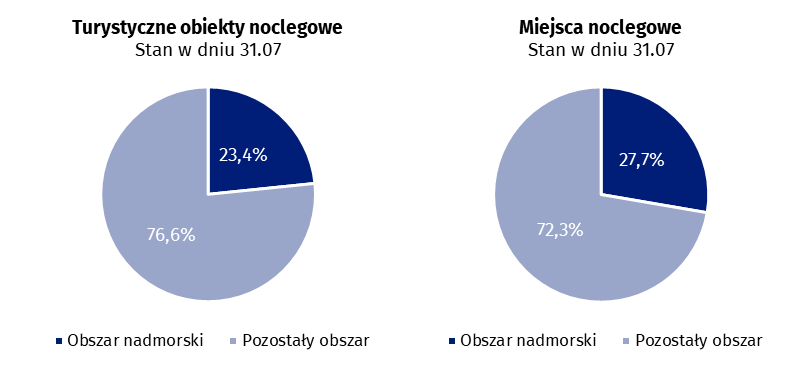 Turystyczne obiekty noclegowe
Stan w dniu 31.07
23,4%
76,6%
Obszar nadmorski
Pozostały obszar
Miejsca noclegowe
Stan w dniu 31.07
27,7%
72,3%
Obszar nadmorski
Pozostały obszar